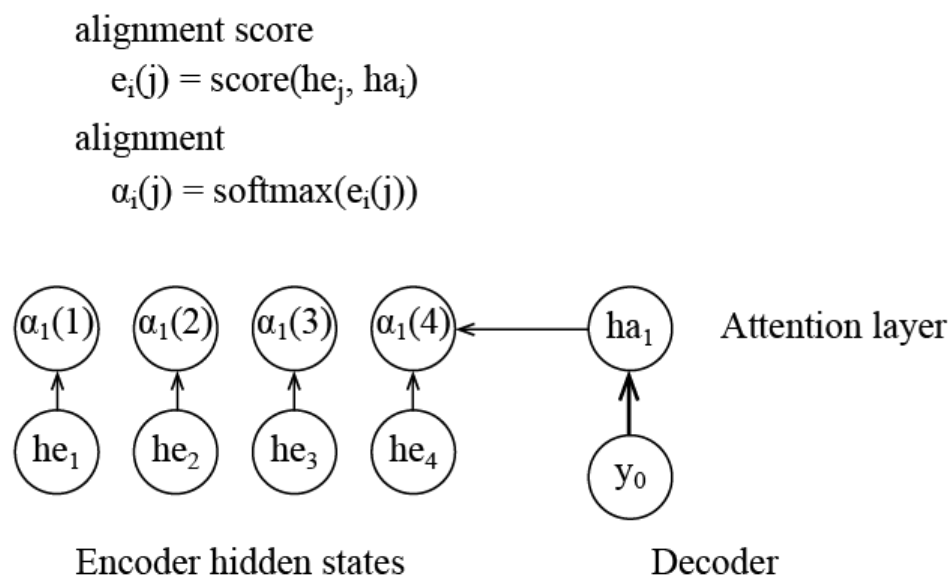 alignment score
eᵢ(j) = score(heⱼ, haᵢ)
alignment
αᵢ(j) = softmax(eᵢ(j))
α₁(1) α₁(2) α₁(3) α₁(4) ha₁ Attention layer
he₁ he₂ he₃ he₄ y₀
Encoder hidden states Decoder